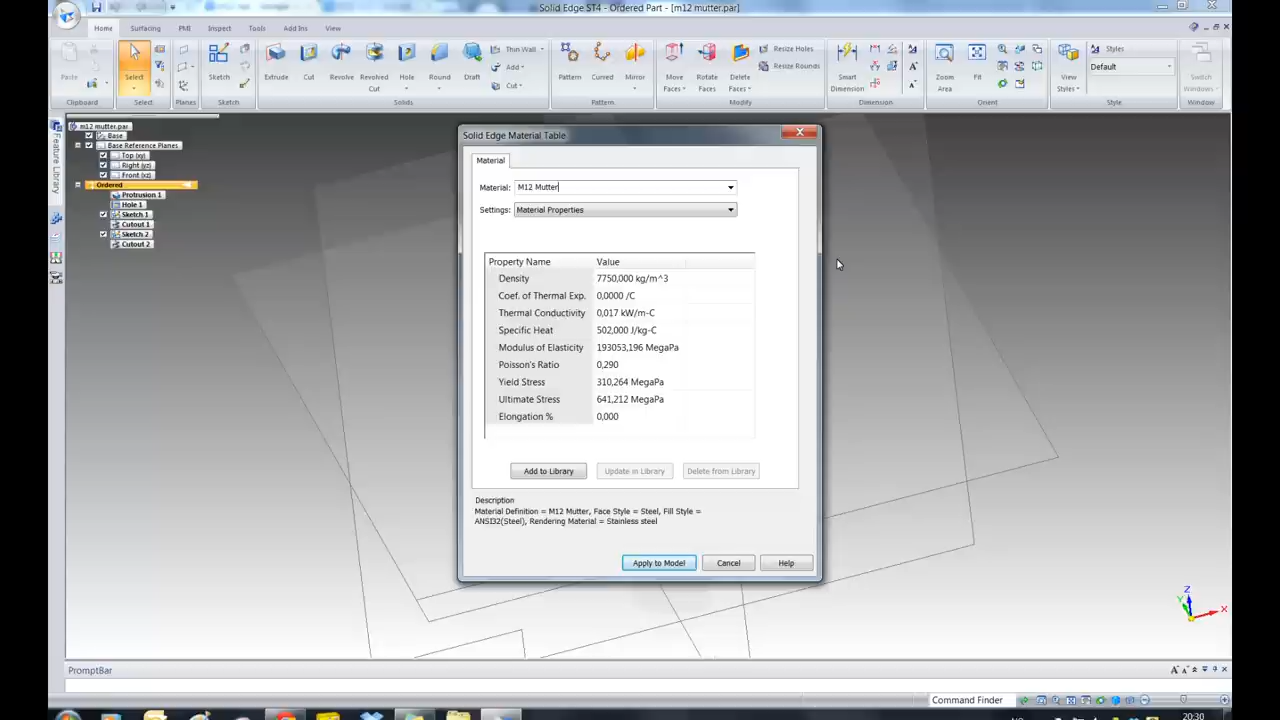 Solid Edge ST4 - Ordered Part - [m12 mutter.par]
Home Surfacing PMI Inspect Tools Add Ins View
Paste
Select
Sketch
Extrude Cut Revolve Revolved Cut Hole Round Draft
Thin Wall
Add
Cut
Pattern Curved Mirror
Move Faces Rotate Faces Delete Faces
Resize Holes
Resize Rounds
Smart Dimension
Zoom Area Fit
View Styles
Styles
Default
Switch Windows
Clipboard Select Planes Sketch Solids Pattern Modify Dimension Orient Style Window
Feature Library
m12 mutter.par
Base
Base Reference Planes
Top (xy)
Right (yz)
Front (xz)
Ordered
Protrusion 1
Hole 1
Sketch 1
Cutout 1
Sketch 2
Cutout 2
Solid Edge Material Table
Material
Material: M12 Mutter
Settings: Material Properties
Property Name Value
Density 7750,000 kg/m^3
Coef. of Thermal Exp. 0,0000 /C
Thermal Conductivity 0,017 kW/m-C
Specific Heat 502,000 J/kg-C
Modulus of Elasticity 193053,196 MegaPa
Poisson's Ratio 0,290
Yield Stress 310,264 MegaPa
Ultimate Stress 641,212 MegaPa
Elongation % 0,000
Add to Library Update in Library Delete from Library
Description
Material Definition = M12 Mutter, Face Style = Steel, Fill Style =
ANSI32(Steel), Rendering Material = Stainless steel
Apply to Model Cancel Help
Z
Y
X
PromptBar
Command Finder
20:30